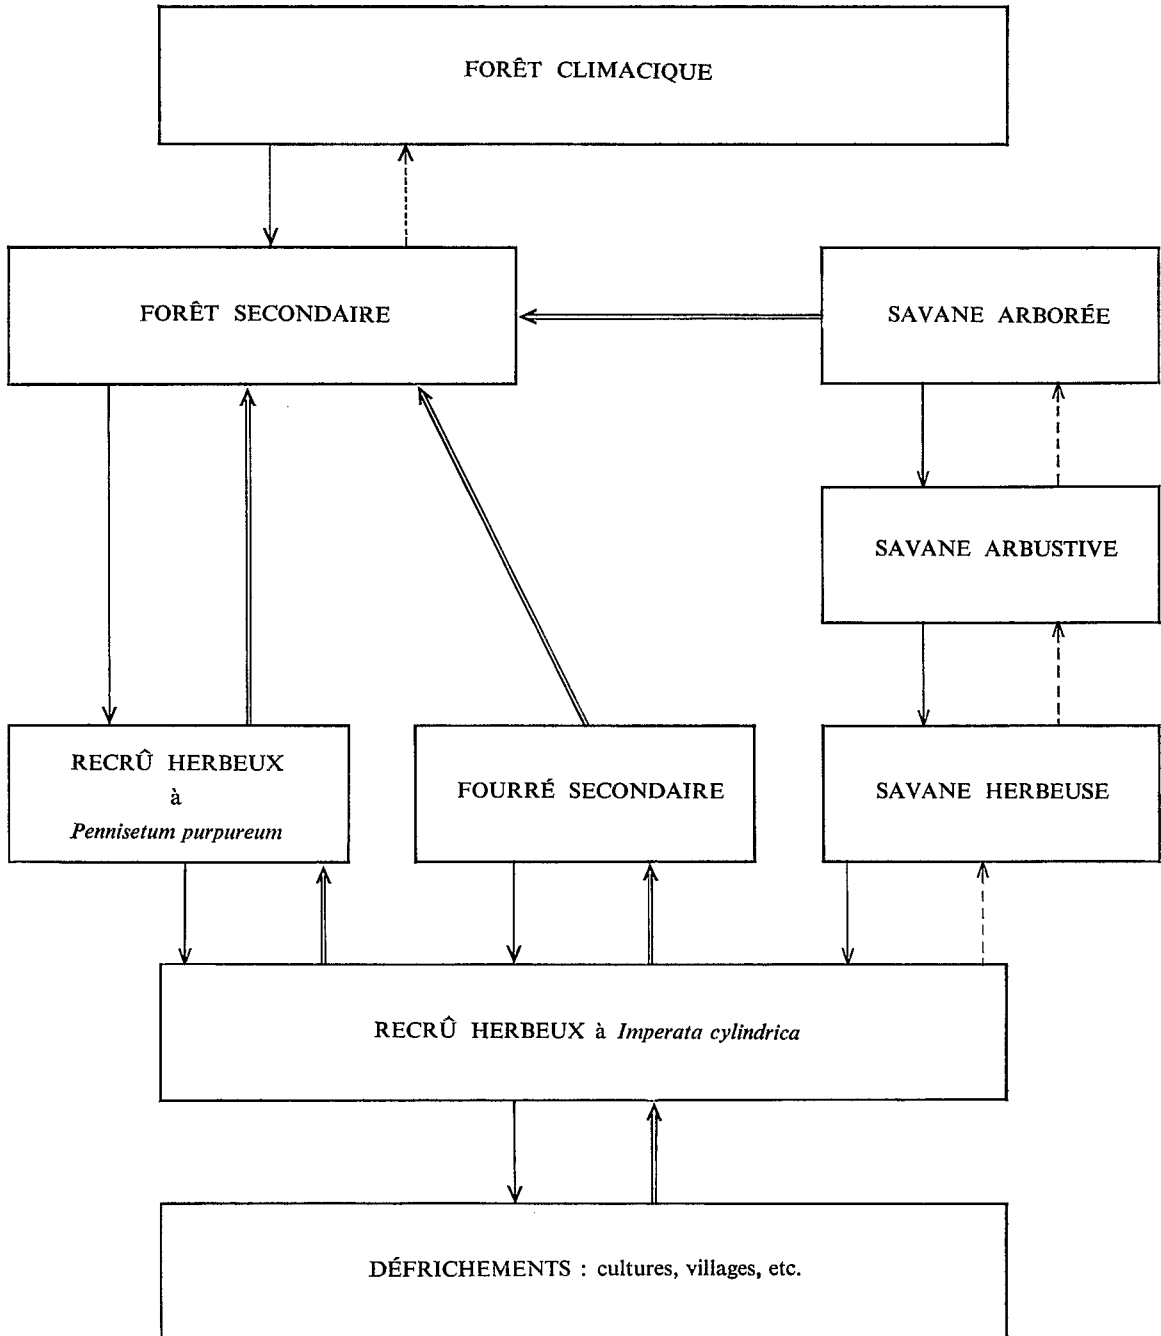 FORÊT CLIMACIQUE
FORÊT SECONDAIRE
SAVANE ARBORÉE
SAVANE ARBUSTIVE
RECRÛ HERBEUX
à
Pennisetum purpureum
FOURRÉ SECONDAIRE
SAVANE HERBEUSE
RECRÛ HERBEUX à Imperata cylindrica
DÉFRICHEMENTS : cultures, villages, etc.